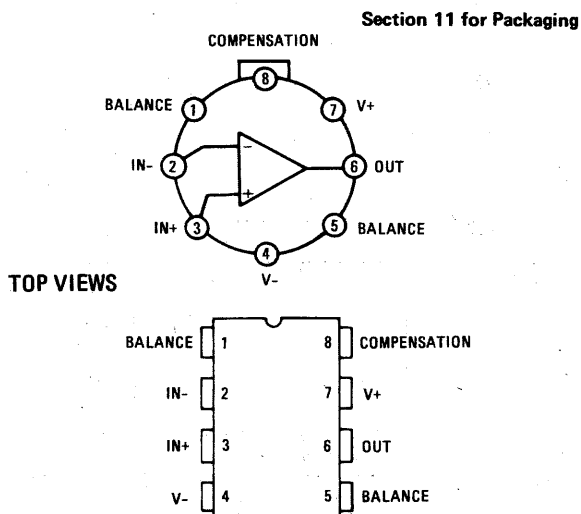 Section 11 for Packaging
COMPENSATION
8
BALANCE 1
7 V+
IN- 2
-
6 OUT
+
IN+ 3
5 BALANCE
4
V-
TOP VIEWS
BALANCE 1 8 COMPENSATION
IN- 2 7 V+
IN+ 3 6 OUT
V- 4 5 BALANCE